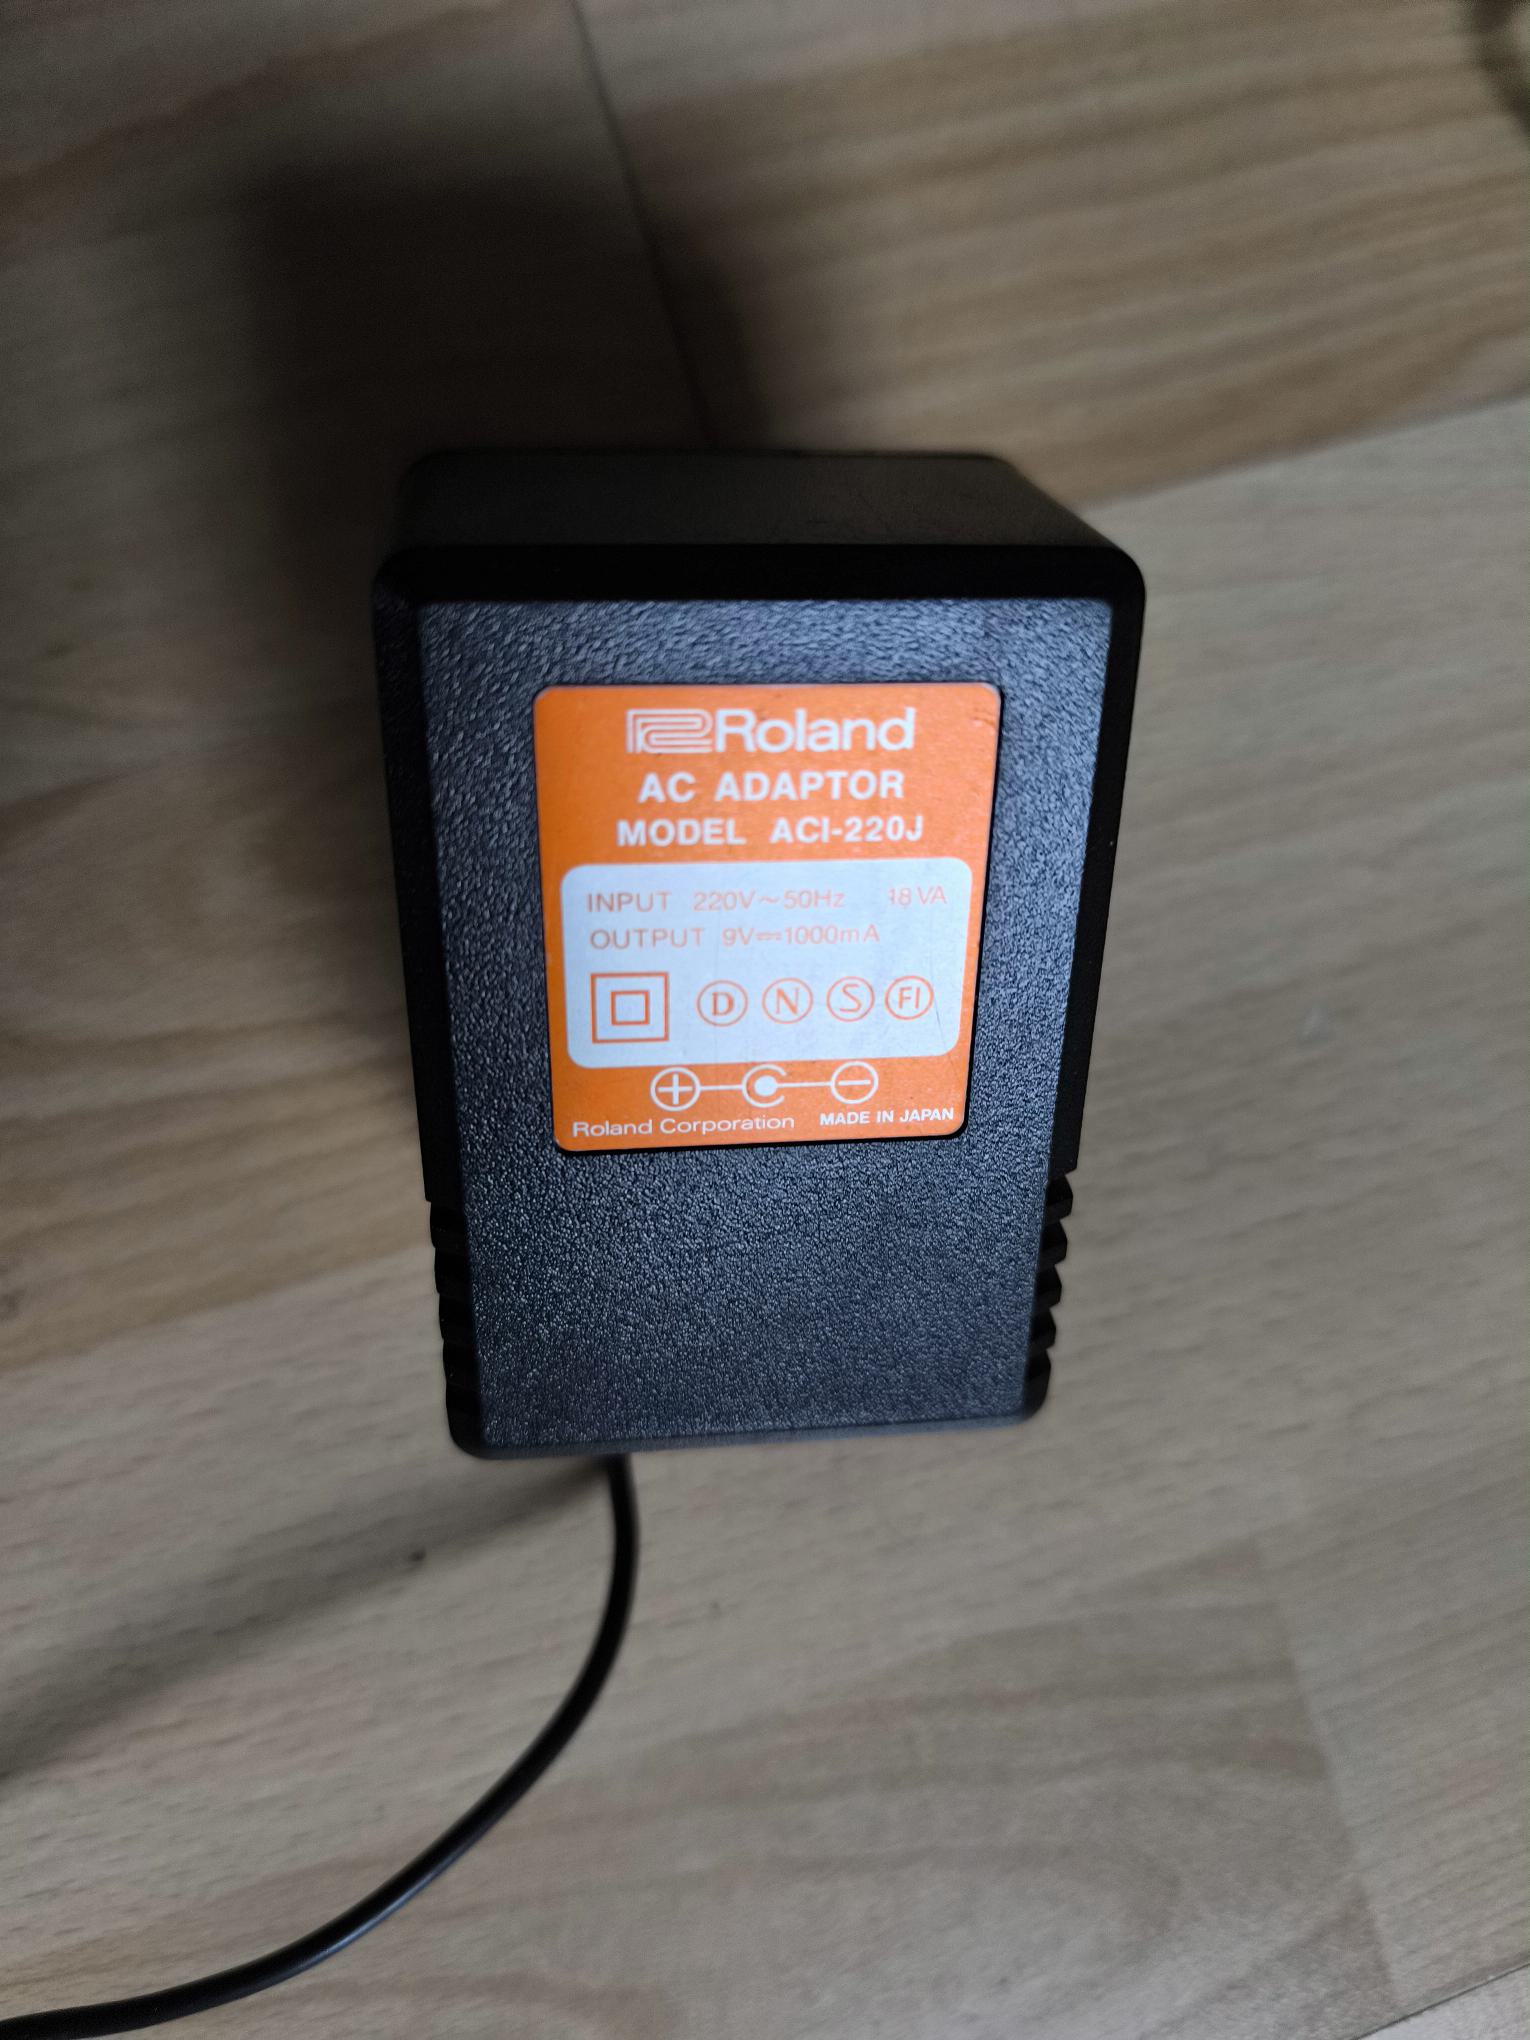 Roland
AC ADAPTOR
MODEL ACI-220J
INPUT 220V~50Hz 18VA
OUTPUT 9V⎓1000mA
D N S FI
+ -
Roland Corporation MADE IN JAPAN